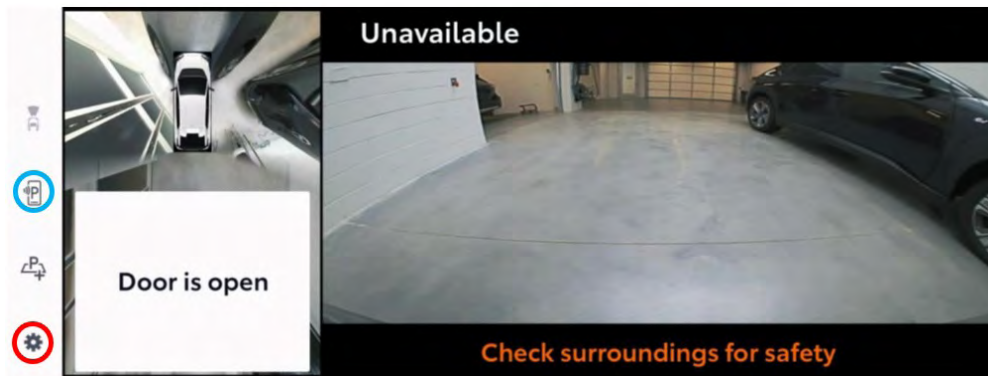 Unavailable
P
P
Door is open
Check surroundings for safety